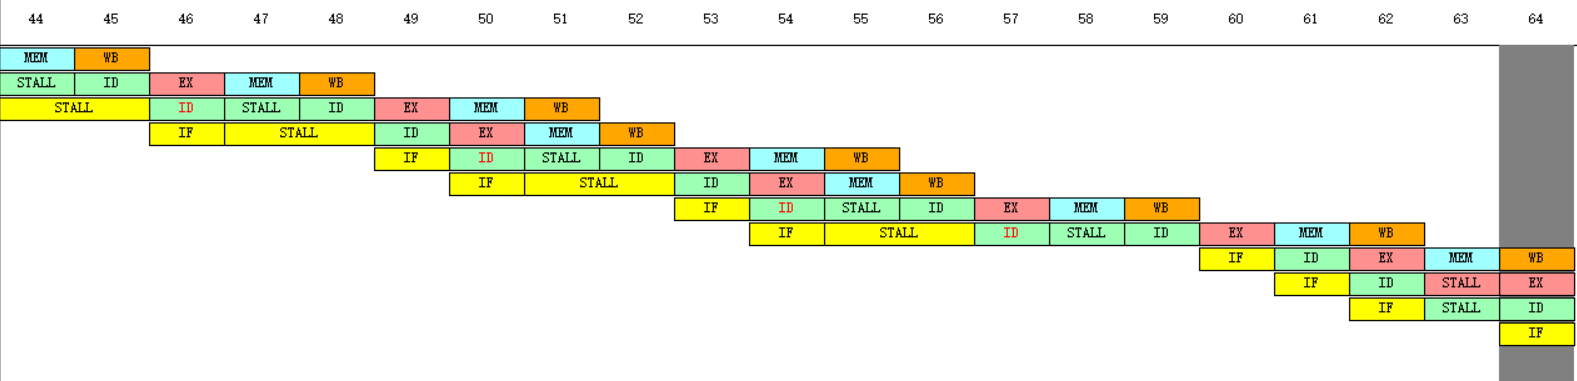 44 45 46 47 48 49 50 51 52 53 54 55 56 57 58 59 60 61 62 63 64
MEM WB
STALL ID EX MEM WB
STALL ID STALL ID EX MEM WB
IF STALL ID EX MEM WB
IF ID STALL ID EX MEM WB
IF STALL ID EX MEM WB
IF ID STALL ID EX MEM WB
IF STALL ID STALL ID EX MEM WB
IF ID EX MEM WB
IF ID STALL EX
IF STALL ID
IF